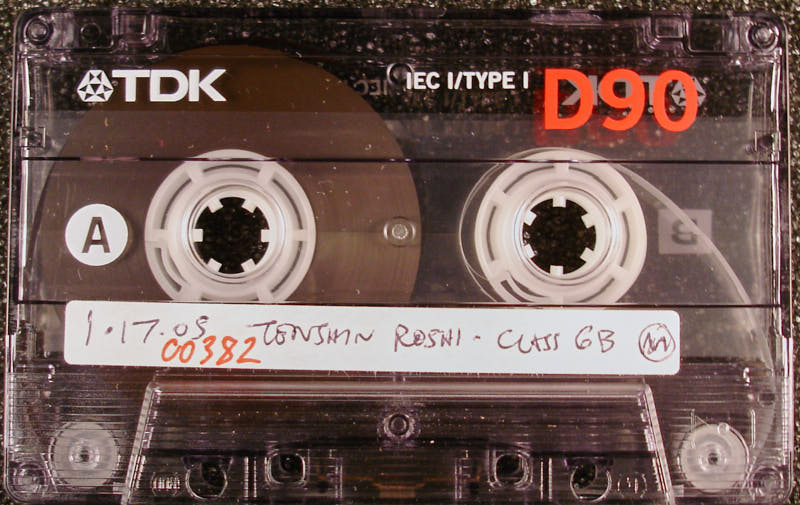 TDK IEC I/TYPE I D90
A B
1.17.05 TENSHIN ROSHI - CLASS 6B
00382